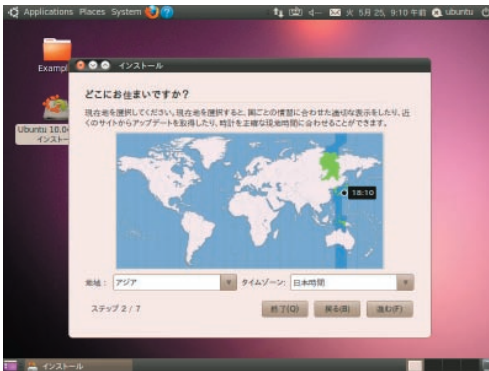 Applications Places System
火 5月 25, 9:10 午前 ubuntu
Exampl
Ubuntu 10.0
インストー
インストール
どこにお住まいですか？
現在地を選択してください。現在地を選択すると、国ごとの慣習に合わせた適切な表示をしたり、近
くのサイトからアップデートを取得したり、時計を正確な現地時間に合わせることができます。
18:10
地域： アジア タイムゾーン: 日本時間
ステップ 2 / 7 終了(Q) 戻る(B) 進む(F)
インストール